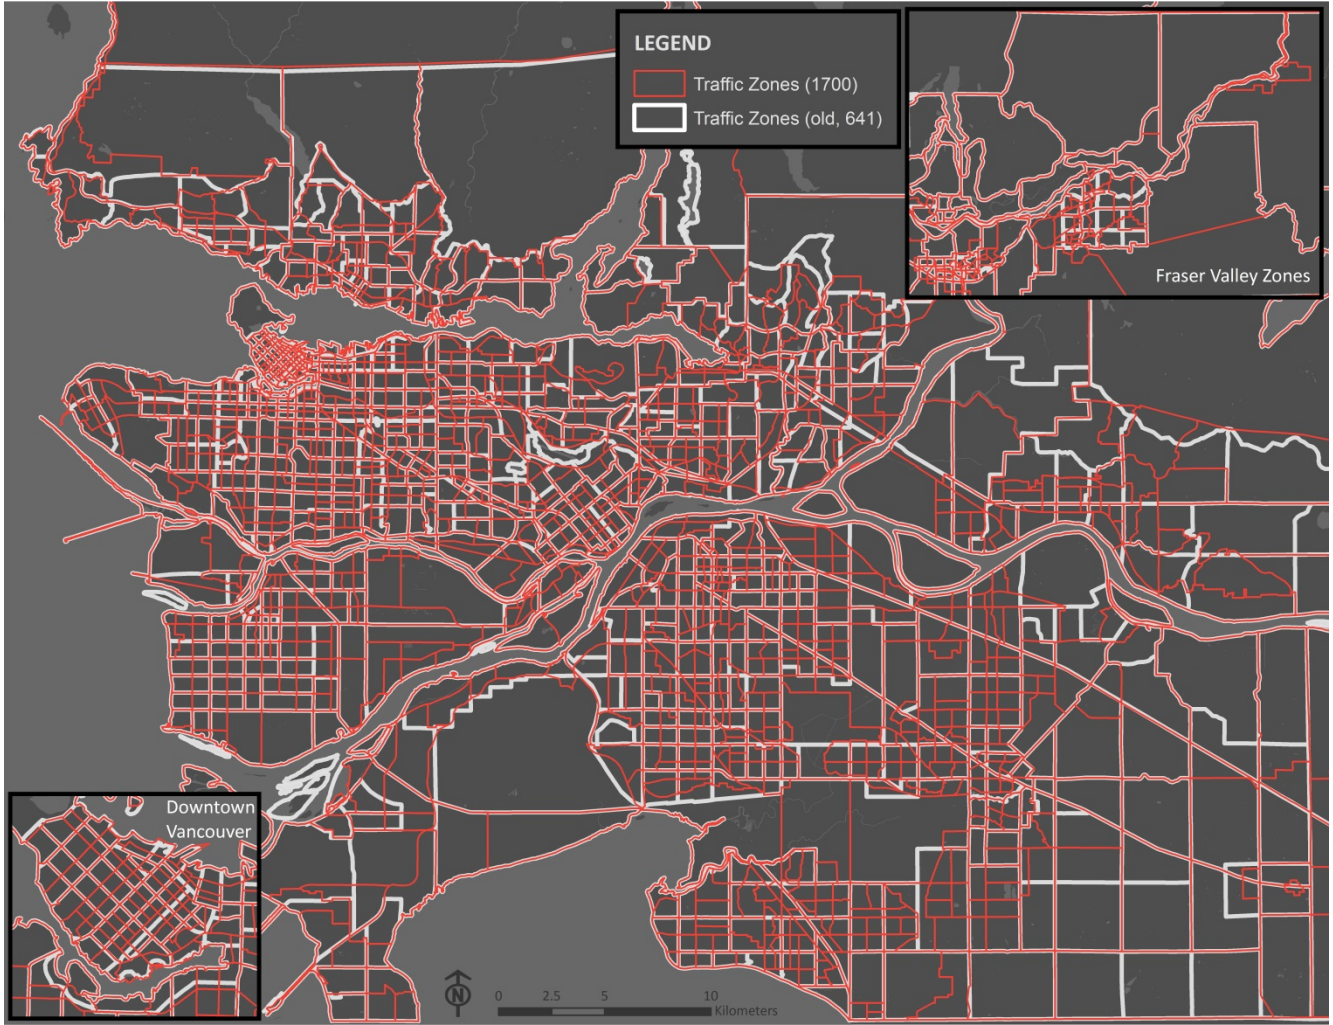 LEGEND
Traffic Zones (1700)
Traffic Zones (old, 641)
Fraser Valley Zones
Downtown
Vancouver
N
0 2.5 5 10
Kilometers